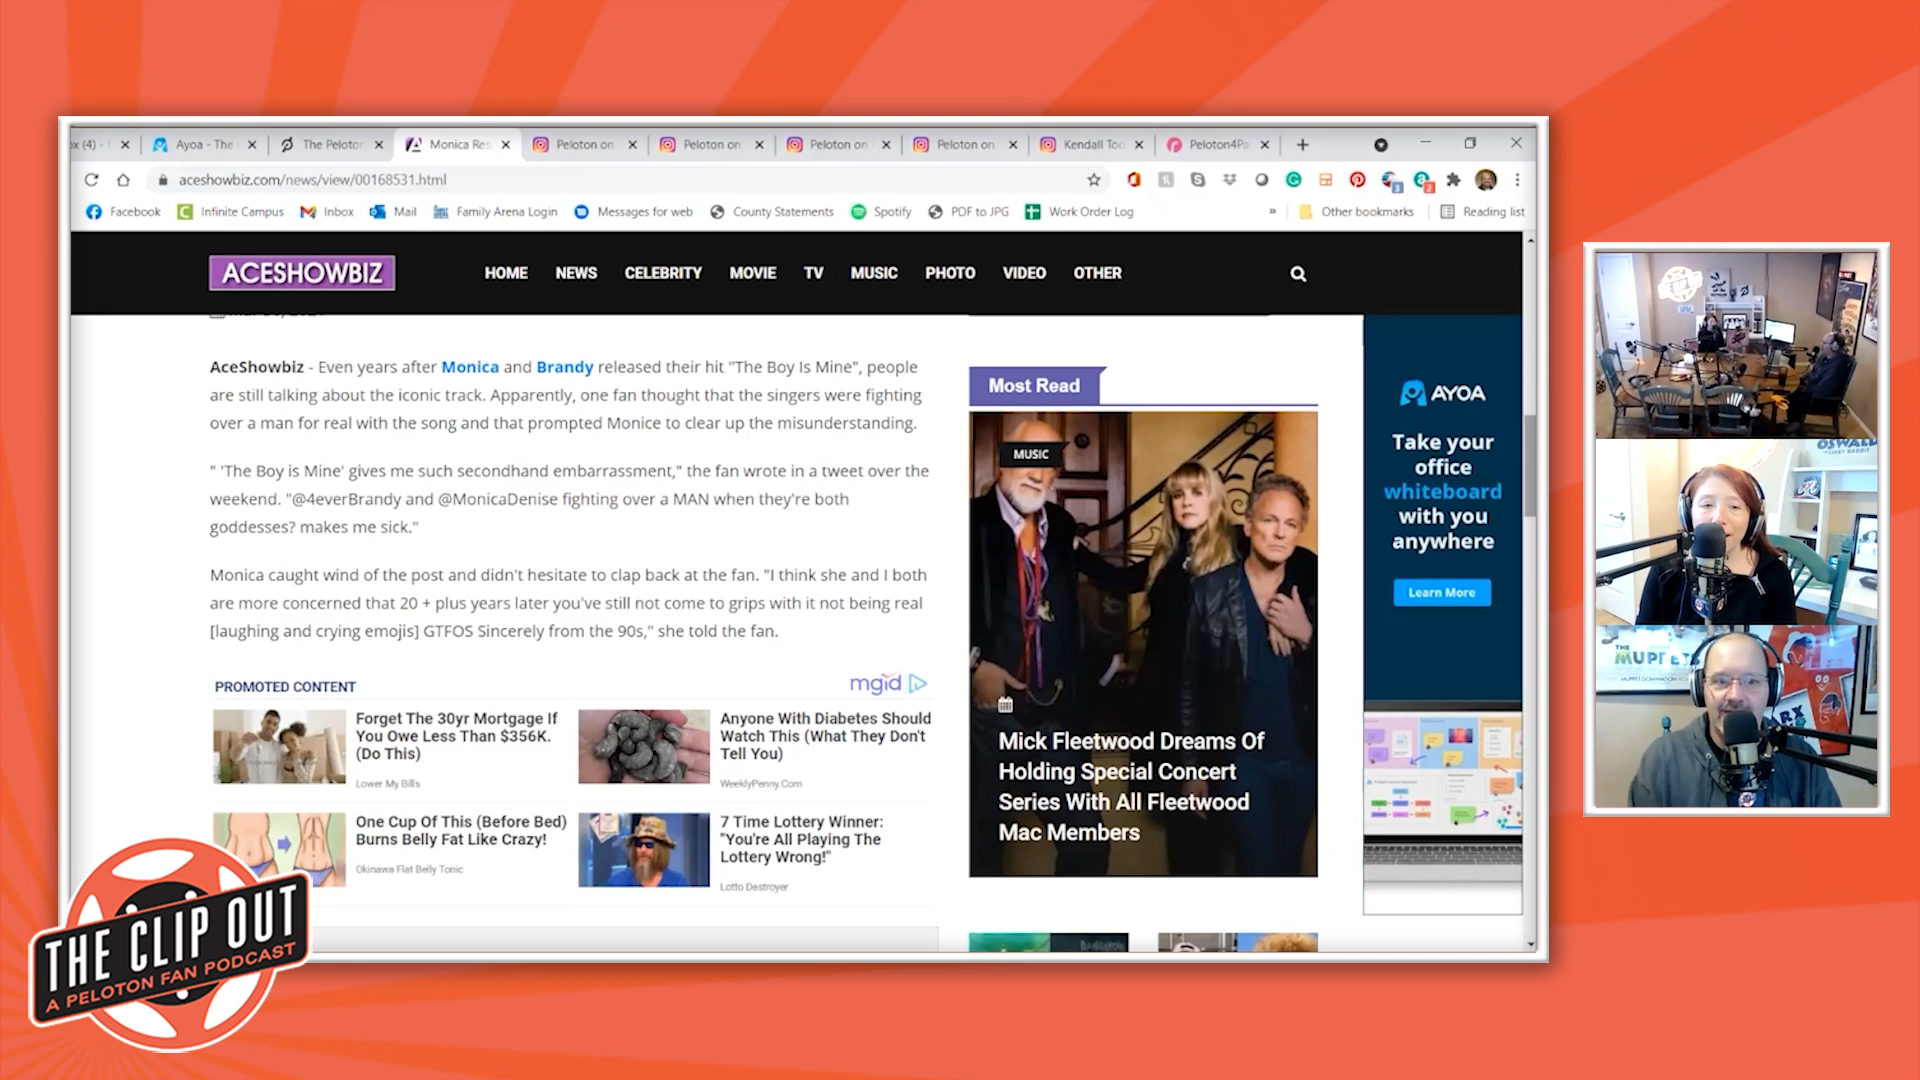 Ayoa - The
The Peloton
Monica Res
Peloton on
Peloton on
Peloton on
Peloton on
Kendall Too
Peloton4Pa
aceshowbiz.com/news/view/00168531.html
Facebook
Infinite Campus
Inbox
Mail
Family Arena Login
Messages for web
County Statements
Spotify
PDF to JPG
Work Order Log
»
Other bookmarks
Reading list
ACESHOWBIZ
HOME
NEWS
CELEBRITY
MOVIE
TV
MUSIC
PHOTO
VIDEO
OTHER
AceShowbiz - Even years after Monica and Brandy released their hit "The Boy Is Mine", people
are still talking about the iconic track. Apparently, one fan thought that the singers were fighting
over a man for real with the song and that prompted Monice to clear up the misunderstanding.
" 'The Boy is Mine' gives me such secondhand embarrassment," the fan wrote in a tweet over the
weekend. "@4everBrandy and @MonicaDenise fighting over a MAN when they're both
goddesses? makes me sick."
Monica caught wind of the post and didn't hesitate to clap back at the fan. "I think she and I both
are more concerned that 20 + plus years later you've still not come to grips with it not being real
[laughing and crying emojis] GTFOS Sincerely from the 90s," she told the fan.
PROMOTED CONTENT
mgid
Forget The 30yr Mortgage If
You Owe Less Than $356K.
(Do This)
Lower My Bills
Anyone With Diabetes Should
Watch This (What They Don't
Tell You)
WeeklyPenny.Com
One Cup Of This (Before Bed)
Burns Belly Fat Like Crazy!
Okinawa Flat Belly Tonic
7 Time Lottery Winner:
"You're All Playing The
Lottery Wrong!"
Lotto Destroyer
Most Read
MUSIC
Mick Fleetwood Dreams Of
Holding Special Concert
Series With All Fleetwood
Mac Members
AYOA
Take your
office
whiteboard
with you
anywhere
Learn More
OSWALD
THE
MUPPETS
THE CLIP OUT
A PELOTON FAN PODCAST